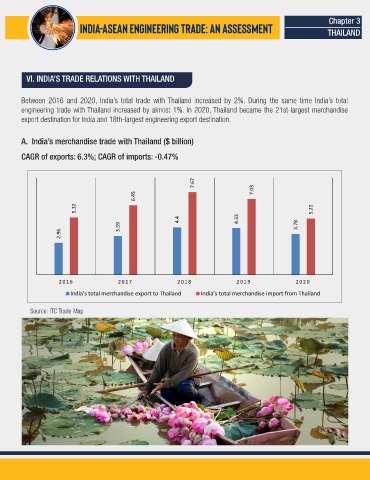 INDIA-ASEAN ENGINEERING TRADE: AN ASSESSMENT
Chapter 3
THAILAND
VI. INDIA'S TRADE RELATIONS WITH THAILAND
Between 2016 and 2020, India's total trade with Thailand increased by 2%. During the same time India's total
engineering trade with Thailand increased by almost 1%. In 2020, Thailand became the 21st-largest merchandise
export destination for India and 18th-largest engineering export destination.
A. India's merchandise trade with Thailand ($ billion)
CAGR of exports: 6.3%; CAGR of imports: -0.47%
2.96 5.32 3.59 6.45 4.4 7.67 4.33 7.03 3.78 5.22
2016 2017 2018 2019 2020
India's total merchandise export to Thailand India's total merchandise import from Thailand
Source: ITC Trade Map